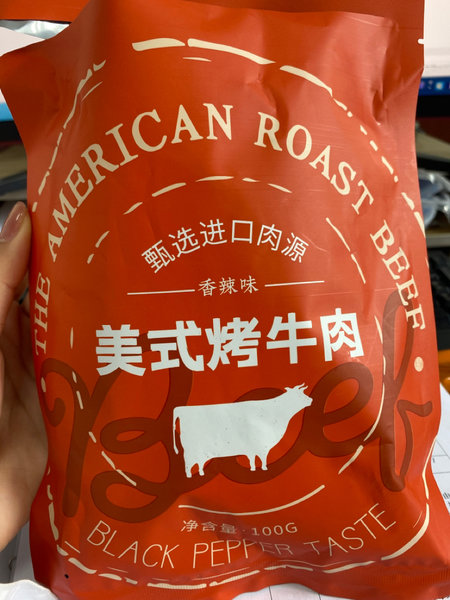 THE AMERICAN ROAST BEEF
甄选进口肉源
香辣味
美式烤牛肉
Beef
净含量:100G
BLACK PEPPER TASTE